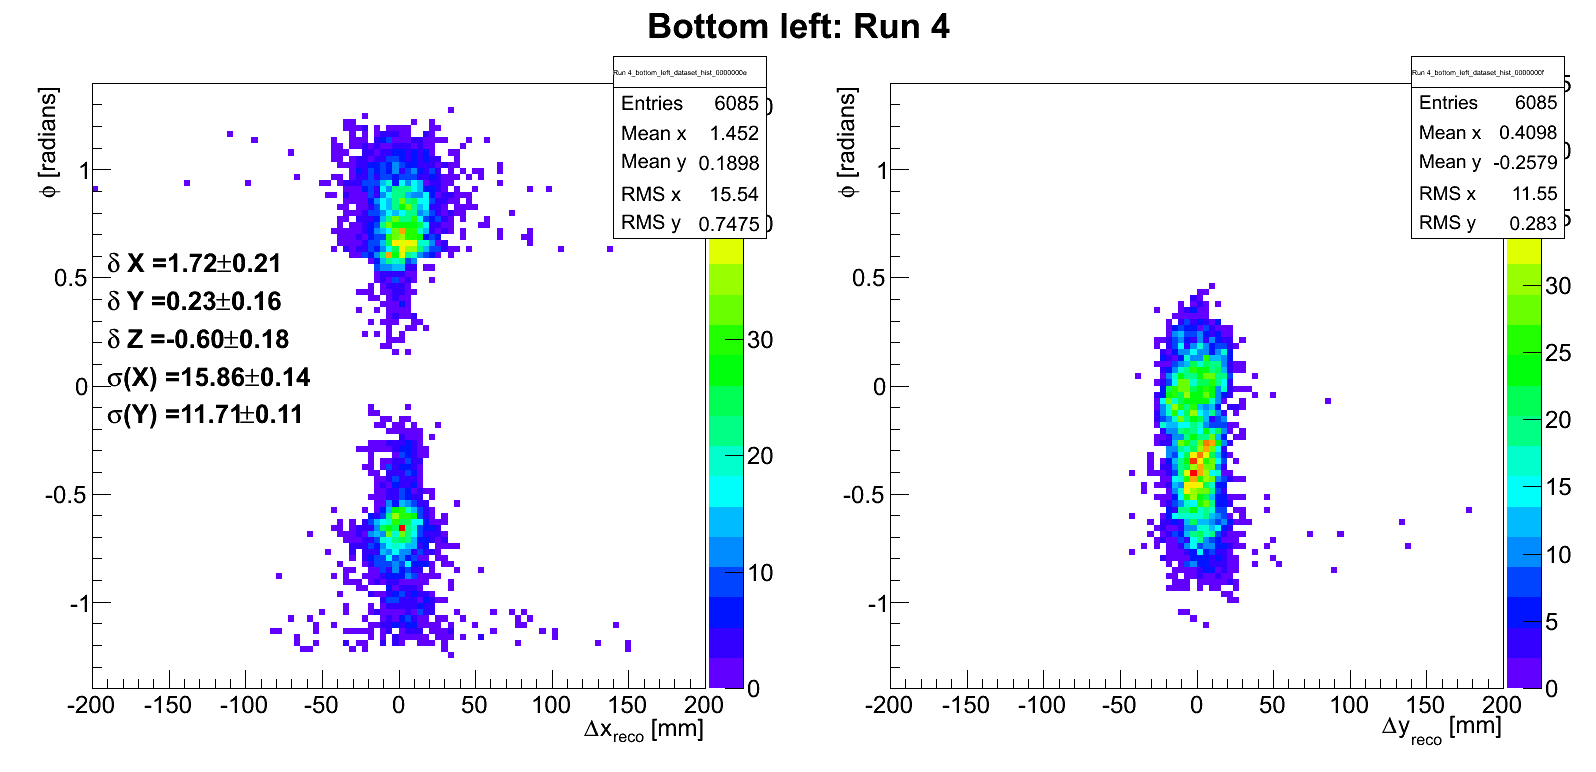 Bottom left: Run 4
Run 4_bottom_left_dataset_hist_0000000e
Entries 6085
Mean x 1.452
Mean y 0.1898
RMS x 15.54
RMS y 0.7475
ϕ [radians]
1
0.5
0
-0.5
-1
δ X =1.72±0.21
δ Y =0.23±0.16
δ Z =-0.60±0.18
σ(X) =15.86±0.14
σ(Y) =11.71±0.11
30
20
10
0
-200 -150 -100 -50 0 50 100 150 200
Δx_reco [mm]
Run 4_bottom_left_dataset_hist_0000000f
Entries 6085
Mean x 0.4098
Mean y -0.2579
RMS x 11.55
RMS y 0.283
ϕ [radians]
1
0.5
0
-0.5
-1
30
25
20
15
10
5
0
-200 -150 -100 -50 0 50 100 150 200
Δy_reco [mm]